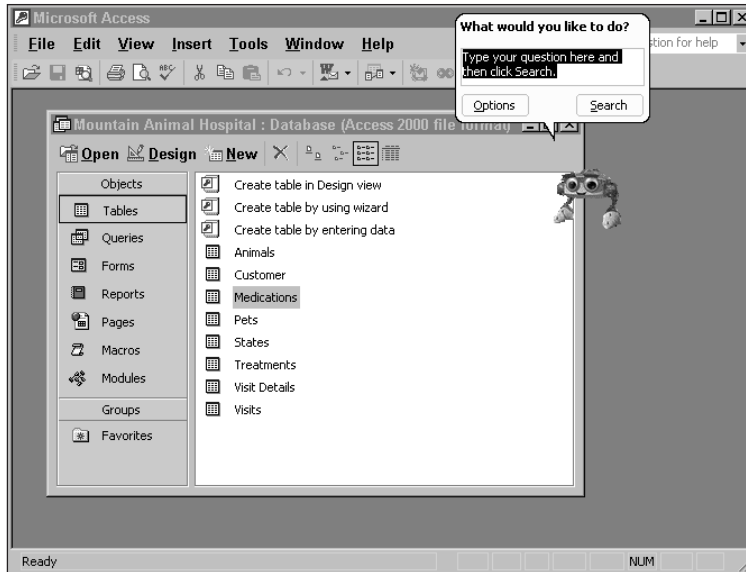 Microsoft Access
What would you like to do?
Type your question here and
then click Search.
Options Search
File Edit View Insert Tools Window Help
stion for help
Mountain Animal Hospital : Database (Access 2000 file format)
Open Design New
Objects
Tables
Queries
Forms
Reports
Pages
Macros
Modules
Groups
Favorites
Create table in Design view
Create table by using wizard
Create table by entering data
Animals
Customer
Medications
Pets
States
Treatments
Visit Details
Visits
Ready NUM